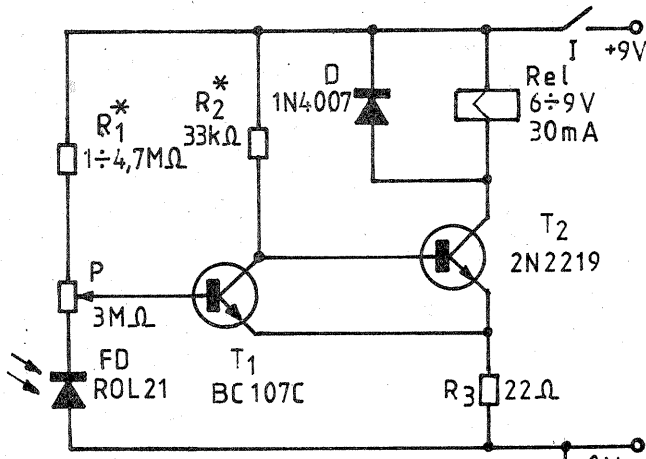 I +9V
D
1N4007
Rel
6÷9V
30mA
R1*
1÷4,7MΩ
R2*
33kΩ
T2
2N2219
P
3MΩ
FD
ROL21
T1
BC107C
R3 22Ω